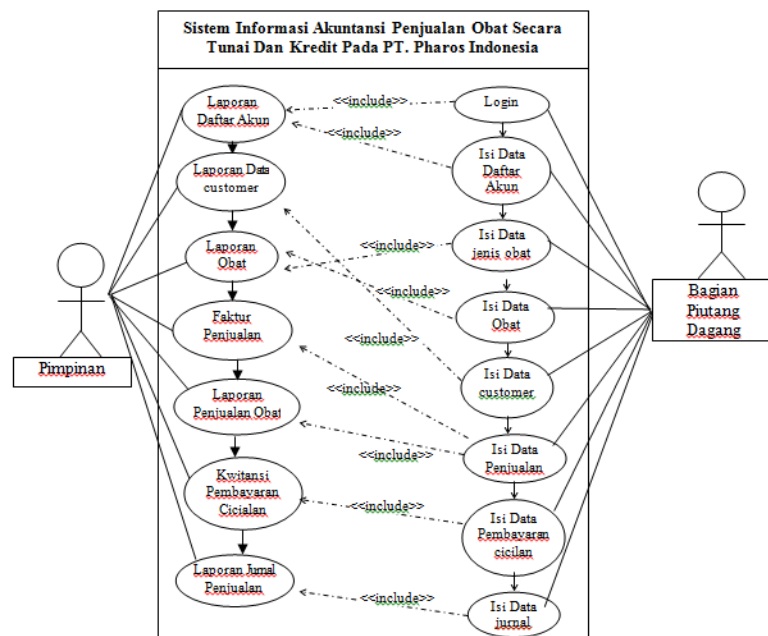 Sistem Informasi Akuntansi Penjualan Obat Secara
Tunai Dan Kredit Pada PT. Pharos Indonesia
Laporan
Daftar Akun
<<include>>
Login
<<include>>
Isi Data
Daftar
Akun
Laporan Data
customer
Laporan
Obat
<<include>>
Isi Data
jenis obat
<<include>>
Isi Data
Obat
Faktur
Penjualan
<<include>>
Isi Data
customer
<<include>>
Laporan
Penjualan Obat
Isi Data
Penjualan
<<include>>
Kwitansi
Pembayaran
Cicialan
<<include>>
Isi Data
Pembayaran
cicilan
Laporan Jurnal
Penjualan
<<include>>
Isi Data
jurnal
Pimpinan
Bagian
Piutang
Dagang